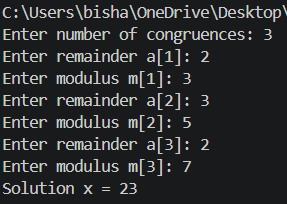 C:\Users\bisha\OneDrive\Desktop\
Enter number of congruences: 3
Enter remainder a[1]: 2
Enter modulus m[1]: 3
Enter remainder a[2]: 3
Enter modulus m[2]: 5
Enter remainder a[3]: 2
Enter modulus m[3]: 7
Solution x = 23